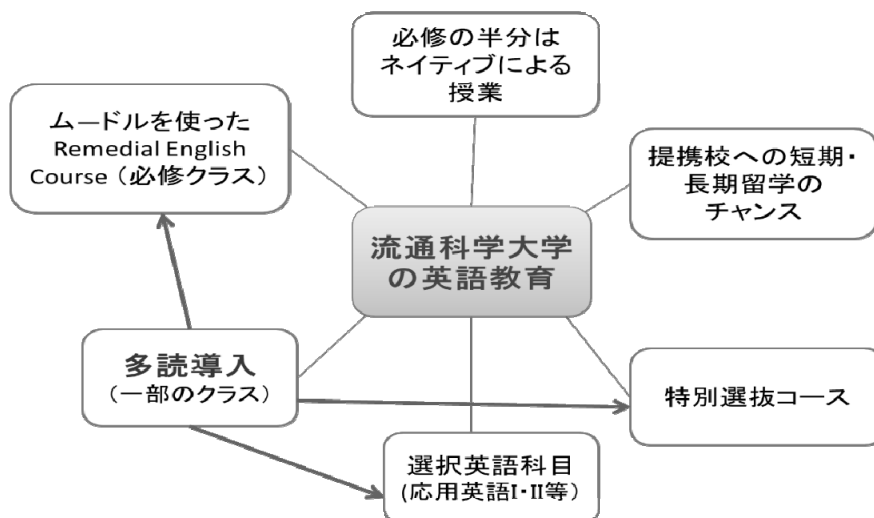 必修の半分は
ネイティブによる
授業
ムードルを使った
Remedial English
Course（必修クラス）
提携校への短期・
長期留学の
チャンス
流通科学大学
の英語教育
多読導入
（一部のクラス）
特別選抜コース
選択英語科目
(応用英語I・II等)